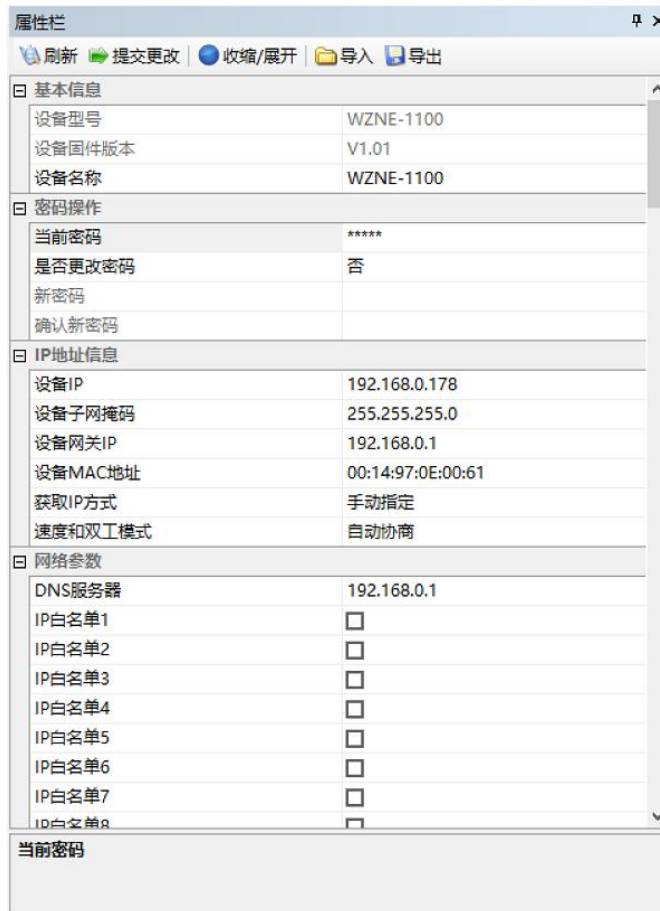 属性栏
刷新 提交更改 收缩/展开 导入 导出
基本信息
设备型号 WZNE-1100
设备固件版本 V1.01
设备名称 WZNE-1100
密码操作
当前密码 *****
是否更改密码 否
新密码
确认新密码
IP地址信息
设备IP 192.168.0.178
设备子网掩码 255.255.255.0
设备网关IP 192.168.0.1
设备MAC地址 00:14:97:0E:00:61
获取IP方式 手动指定
速度和双工模式 自动协商
网络参数
DNS服务器 192.168.0.1
IP白名单1
IP白名单2
IP白名单3
IP白名单4
IP白名单5
IP白名单6
IP白名单7
IP白名单8
当前密码